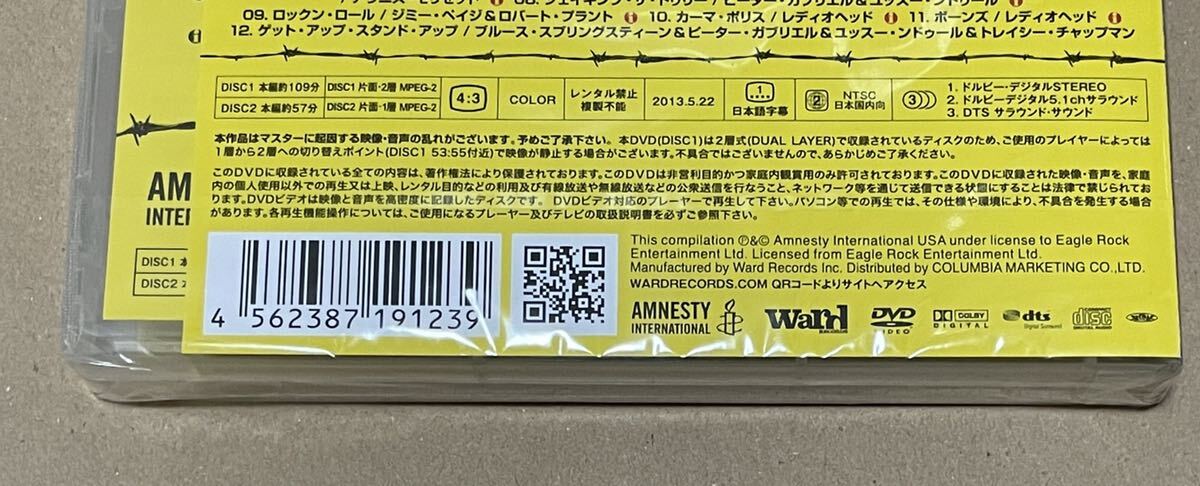 09. ロックン・ロール / ジミー・ペイジ&ロバート・プラント 10. カーマ・ポリス / レディオヘッド 11. ボーンズ / レディオヘッド
12. ゲット・アップ・スタンド・アップ / ブルース・スプリングスティーン&ピーター・ガブリエル&ユッスー・ンドゥール&トレイシー・チャップマン
DISC1 本編約109分 DISC1 片面・2層 MPEG-2
DISC2 本編約57分 DISC2 片面・1層 MPEG-2
4:3
COLOR
レンタル禁止
複製不能
2013.5.22
1
日本語字幕
2
NTSC
日本国内向
3
1. ドルビー・デジタルSTEREO
2. ドルビーデジタル5.1chサラウンド
3. DTS サラウンド・サウンド
本作品はマスターに起因する映像・音声の乱れがございます。予めご了承下さい。 本DVD(DISC1)は2層式(DUAL LAYER)で収録されているディスクのため、ご使用のプレイヤーによっては
1層から2層への切り替えポイント(DISC1 53:55付近)で映像が静止する場合がございます。不具合ではございませんので、あらかじめご了承ください。
このDVDに収録されている全ての内容は、著作権法により保護されております。このDVDは非営利目的かつ家庭内観賞用のみ許可されております。このDVDに収録された映像・音声を、家庭
内の個人使用以外での再生又は上映、レンタル目的などの利用及び有線放送や無線放送などの公衆送信を行なうこと、ネットワーク等を通じて送信できる状態にすることは法律で禁じられてお
ります。DVDビデオは映像と音声を高密度に記録したディスクです。 DVDビデオ対応のプレーヤーで再生して下さい。パソコン等での再生では、その仕様や環境により、不具合を発生する場合
があります。各再生機能操作については、ご使用になるプレーヤー及びテレビの取扱説明書を必ずご参照下さい。
AM
INTER
DISC1 本
DISC2
4 562387 191239
This compilation ℗&© Amnesty International USA under license to Eagle Rock
Entertainment Ltd. Licensed from Eagle Rock Entertainment Ltd.
Manufactured by Ward Records Inc. Distributed by COLUMBIA MARKETING CO.,LTD.
WARDRECORDS.COM QRコードよりサイトへアクセス
AMNESTY
INTERNATIONAL
Ward
DVD
VIDEO
DOLBY
DIGITAL
dts
Digital Surround
disc
DIGITAL AUDIO